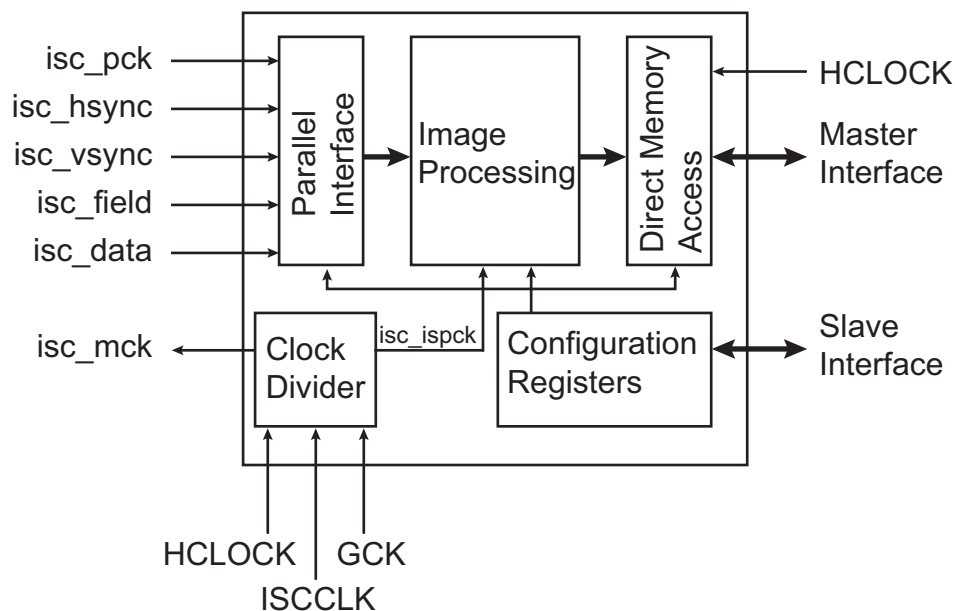 isc_pck
isc_hsync
isc_vsync
isc_field
isc_data
Parallel
Interface
Image
Processing
Direct Memory
Access
HCLOCK
Master
Interface
isc_mck
Clock
Divider
isc_ispck
Configuration
Registers
Slave
Interface
HCLOCK
GCK
ISCCLK